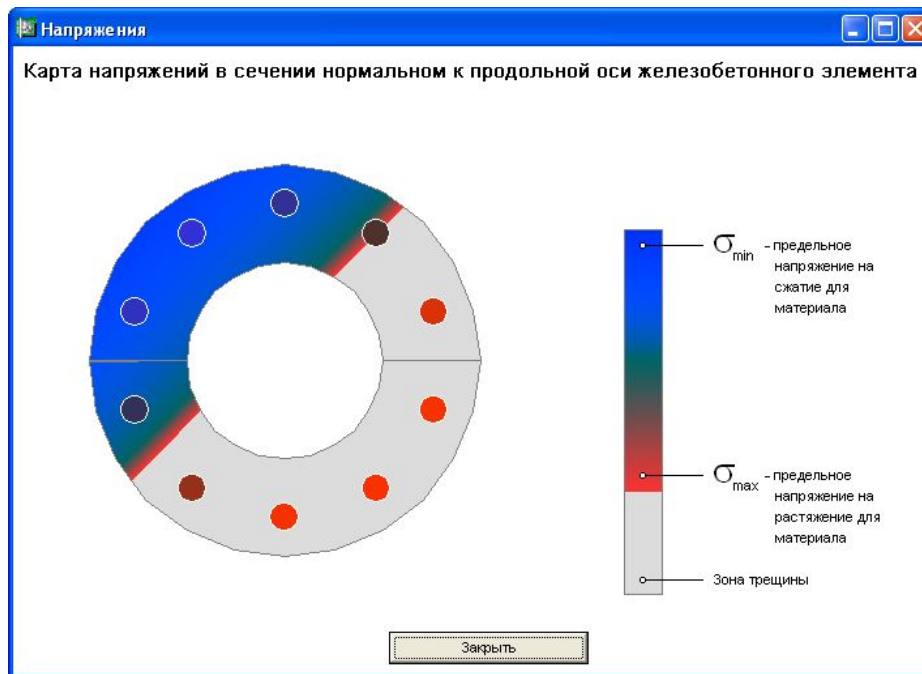 Напряжения
Карта напряжений в сечении нормальном к продольной оси железобетонного элемента
σmin - предельное
напряжение на
сжатие для
материала
σmax - предельное
напряжение на
растяжение для
материала
Зона трещины
Закрыть